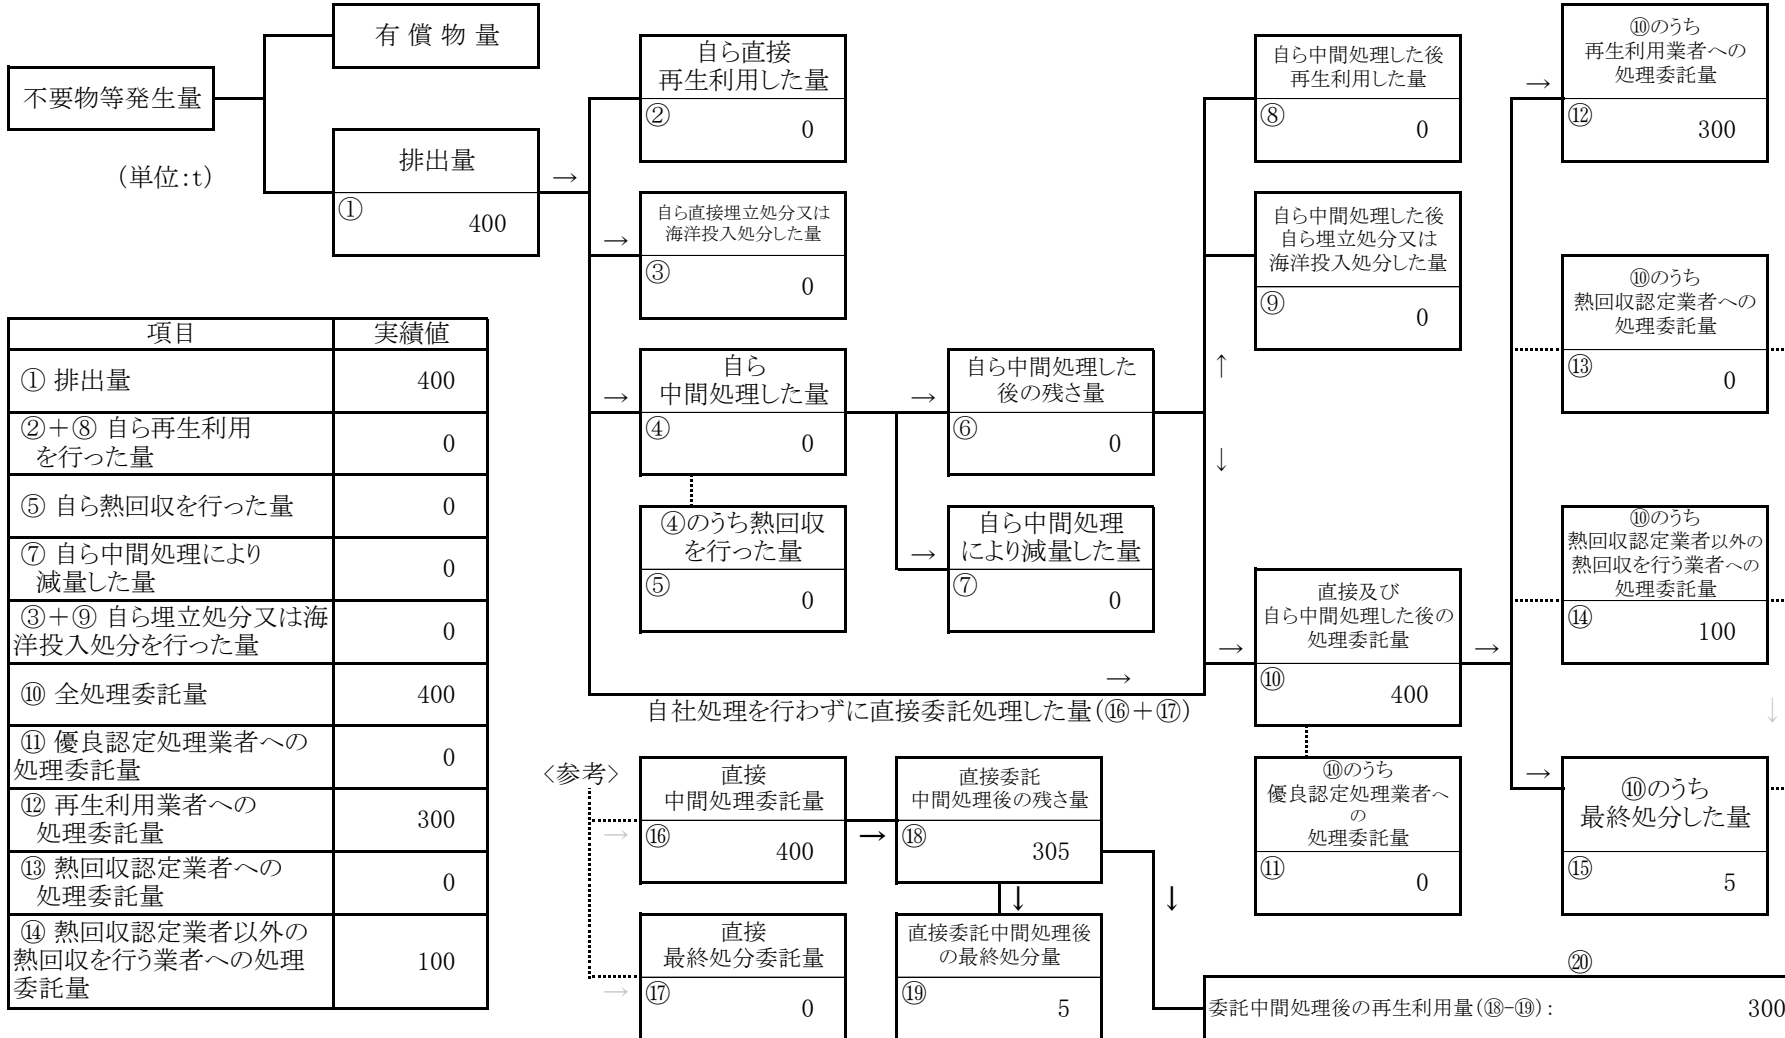 有 償 物 量
不要物等発生量
(単位:t)
排出量
①
400
→
自ら直接
再生利用した量
②
0
→
自ら直接埋立処分又は
海洋投入処分した量
③
0
→
自ら
中間処理した量
④
0
④のうち熱回収
を行った量
⑤
0
→
自ら中間処理した
後の残さ量
⑥
0
→
自ら中間処理
により減量した量
⑦
0
自ら中間処理した後
再生利用した量
⑧
0
自ら中間処理した後
自ら埋立処分又は
海洋投入処分した量
⑨
0
↑
↓
→
直接及び
自ら中間処理した後の
処理委託量
⑩
400
⑩のうち
優良認定処理業者へ
の
処理委託量
⑪
0
→
→
⑩のうち
再生利用業者への
処理委託量
⑫
300
⑩のうち
熱回収認定業者への
処理委託量
⑬
0
⑩のうち
熱回収認定業者以外の
熱回収を行う業者への
処理委託量
⑭
100
↓
→
⑩のうち
最終処分した量
⑮
5
→
自社処理を行わずに直接委託処理した量(⑯+⑰)
〈参考〉
→
直接
中間処理委託量
⑯
400
→
直接委託
中間処理後の残さ量
⑱
305
↓
↓
→
直接
最終処分委託量
⑰
0
直接委託中間処理後
の最終処分量
⑲
5
⑳
委託中間処理後の再生利用量(⑱-⑲): 300
項目 実績値
① 排出量 400
②+⑧ 自ら再生利用
を行った量 0
⑤ 自ら熱回収を行った量 0
⑦ 自ら中間処理により
減量した量 0
③+⑨ 自ら埋立処分又は海
洋投入処分を行った量 0
⑩ 全処理委託量 400
⑪ 優良認定処理業者への
処理委託量 0
⑫ 再生利用業者への
処理委託量 300
⑬ 熱回収認定業者への
処理委託量 0
⑭ 熱回収認定業者以外の
熱回収を行う業者への処理
委託量 100